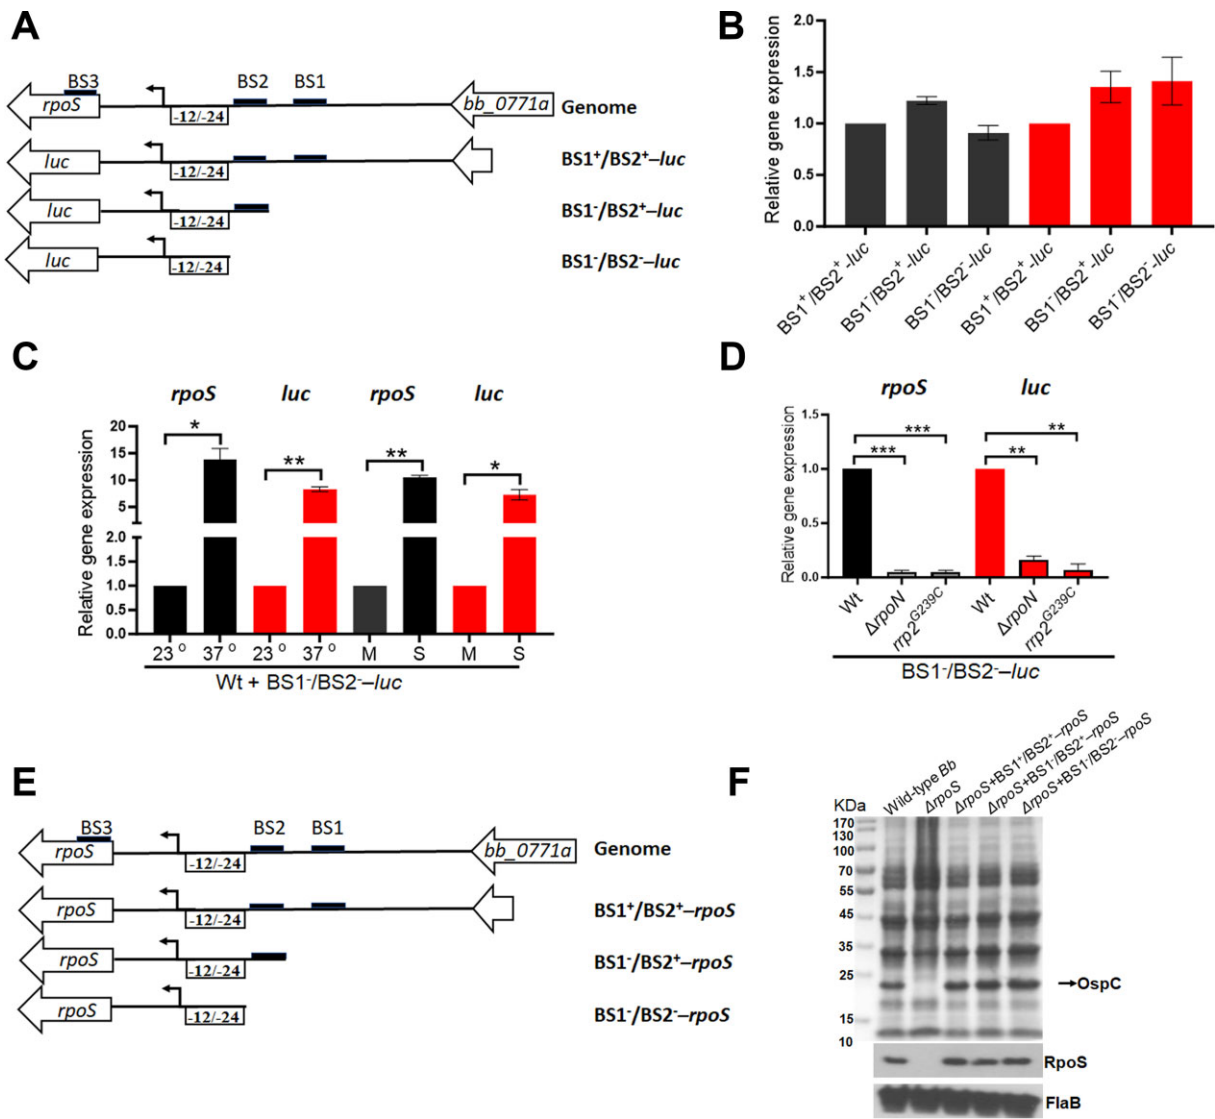 A
BS3
BS2
BS1
rpoS
-12/-24
bb_0771a
Genome
luc
-12/-24
BS1⁺/BS2⁺–luc
luc
-12/-24
BS1⁻/BS2⁺–luc
luc
-12/-24
BS1⁻/BS2⁻–luc
B
Relative gene expression
2.0
1.5
1.0
0.5
0.0
BS1⁺/BS2⁺-luc
BS1⁻/BS2⁺-luc
BS1⁻/BS2⁻-luc
BS1⁺/BS2⁺-luc
BS1⁻/BS2⁺-luc
BS1⁻/BS2⁻-luc
C
rpoS luc rpoS luc
Relative gene expression
20
15
10
5
2.0
1.5
1.0
0.5
0.0
* ** ** *
23 ° 37 ° 23 ° 37 ° M S M S
Wt + BS1⁻/BS2⁻–luc
D
rpoS luc
Relative gene expression
1.5
1.0
0.5
0.0
*** **
*** **
Wt ΔrpoN rrp2G239C Wt ΔrpoN rrp2G239C
BS1⁻/BS2⁻–luc
E
BS3
BS2
BS1
rpoS
-12/-24
bb_0771a
Genome
rpoS
-12/-24
BS1⁺/BS2⁺–rpoS
rpoS
-12/-24
BS1⁻/BS2⁺–rpoS
rpoS
-12/-24
BS1⁻/BS2⁻–rpoS
F
Wild-type Bb
ΔrpoS
ΔrpoS+BS1⁺/BS2⁺–rpoS
ΔrpoS+BS1⁻/BS2⁺–rpoS
ΔrpoS+BS1⁻/BS2⁻–rpoS
KDa
170
130
100
70
55
45
35
25
15
10
→OspC
RpoS
FlaB